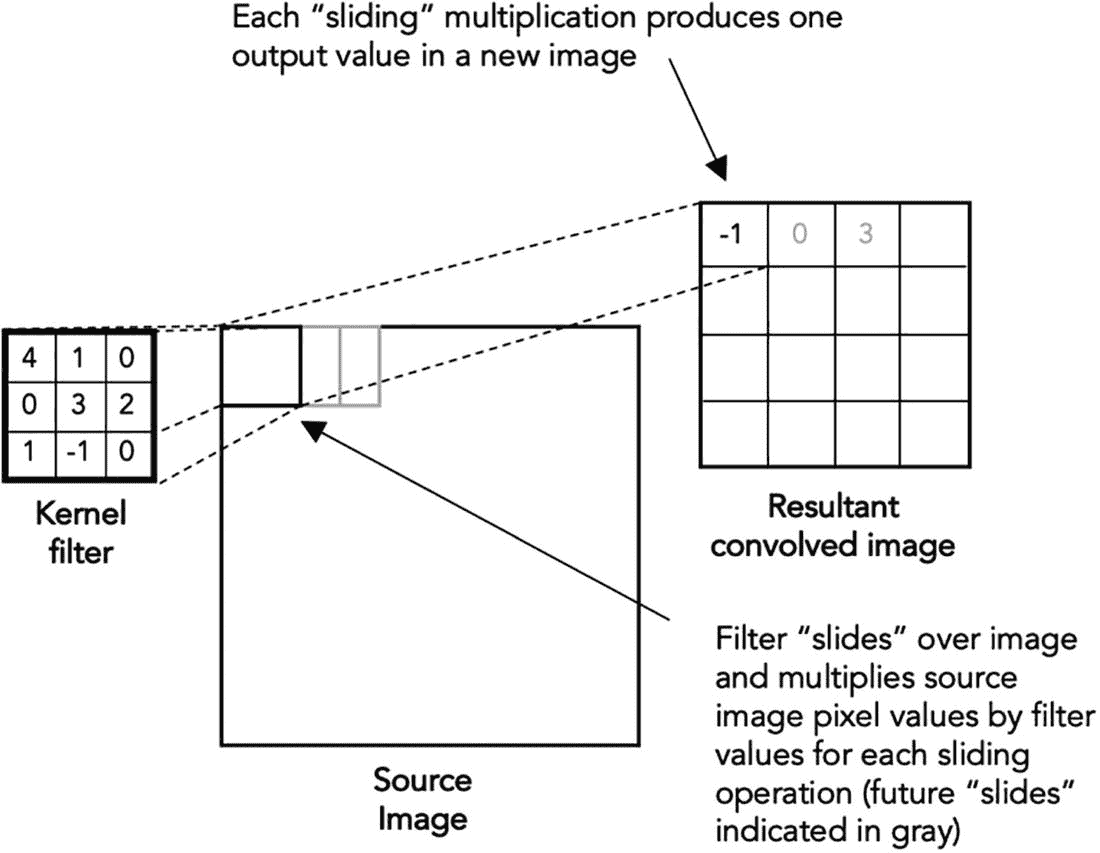 Each “sliding” multiplication produces one
output value in a new image
-1 0 3
4 1 0
0 3 2
1 -1 0
Kernel
filter
Source
Image
Resultant
convolved image
Filter “slides” over image
and multiplies source
image pixel values by filter
values for each sliding
operation (future “slides”
indicated in gray)